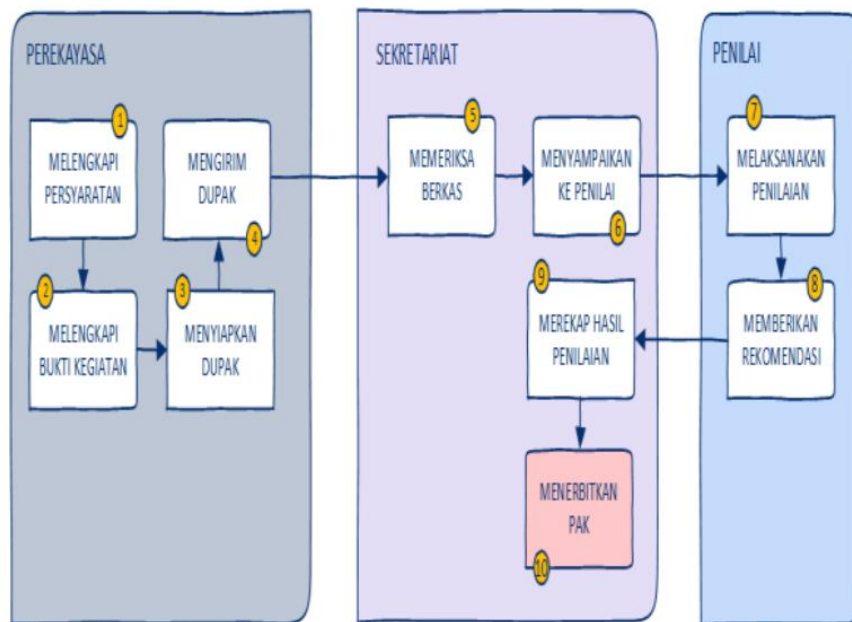 PEREKAYASA
1
MELENGKAPI
PERSYARATAN
2
MELENGKAPI
BUKTI KEGIATAN
3
MENYIAPKAN
DUPAK
MENGIRIM
DUPAK
4
SEKRETARIAT
5
MEMERIKSA
BERKAS
MENYAMPAIKAN
KE PENILAI
6
PENILAI
7
MELAKSANAKAN
PENILAIAN
8
MEMBERIKAN
REKOMENDASI
9
MEREKAP HASIL
PENILAIAN
MENERBITKAN
PAK
10